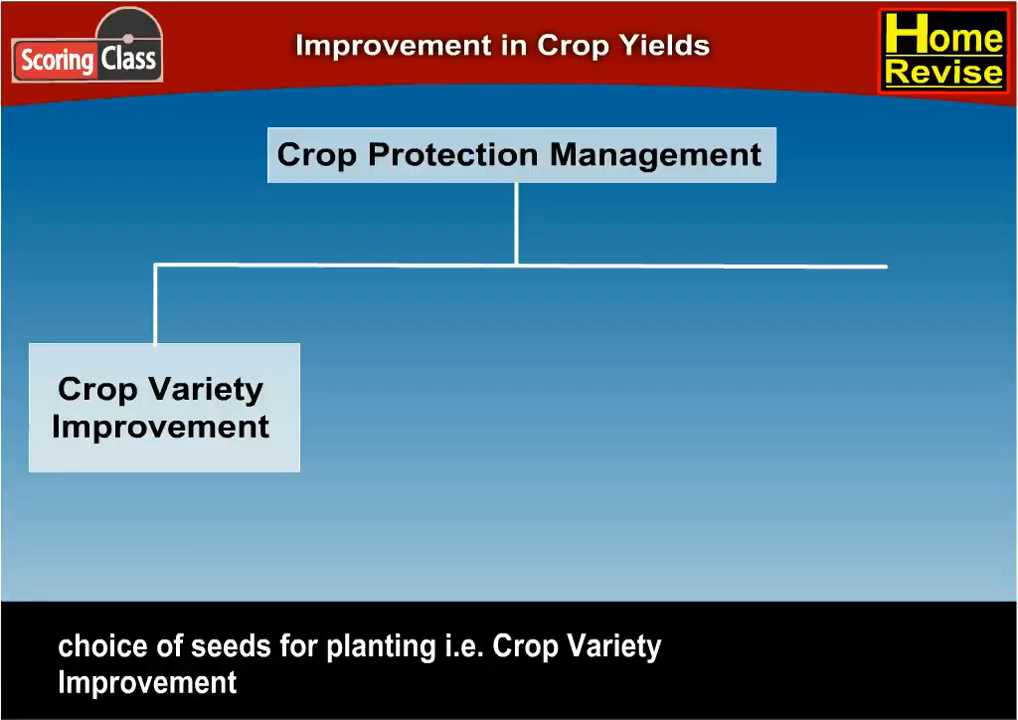 Scoring Class
Improvement in Crop Yields
Home
Revise
Crop Protection Management
Crop Variety
Improvement
choice of seeds for planting i.e. Crop Variety
Improvement